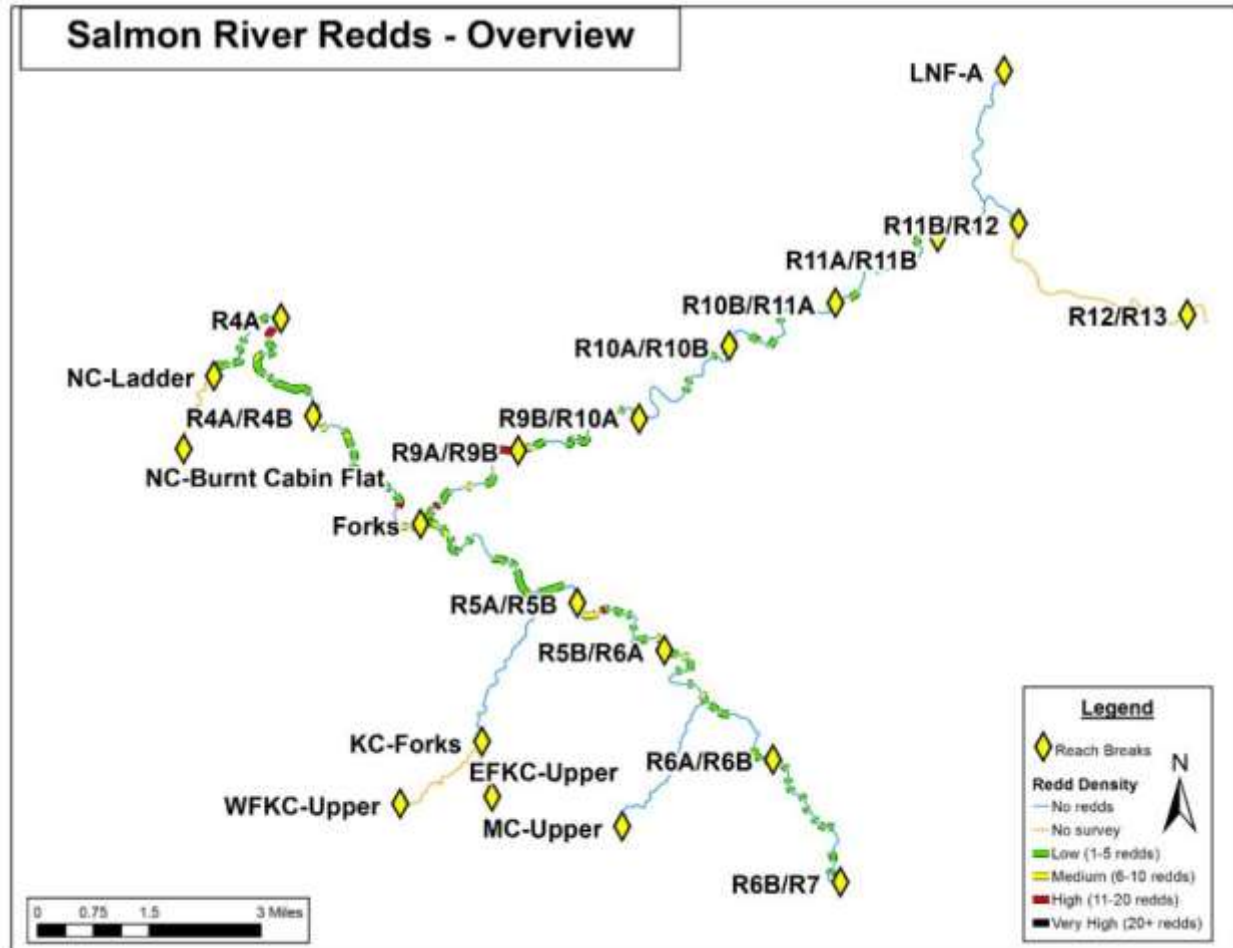 Salmon River Redds - Overview
LNF-A
R11B/R12
R11A/R11B
R10B/R11A
R12/R13
R4A
R10A/R10B
NC-Ladder
R4A/R4B
R9B/R10A
R9A/R9B
NC-Burnt Cabin Flat
Forks
R5A/R5B
R5B/R6A
KC-Forks
R6A/R6B
EFKC-Upper
WFKC-Upper
MC-Upper
R6B/R7
Legend
Reach Breaks
N
Redd Density
No redds
No survey
Low (1-5 redds)
Medium (6-10 redds)
High (11-20 redds)
Very High (20+ redds)
0 0.75 1.5 3 Miles